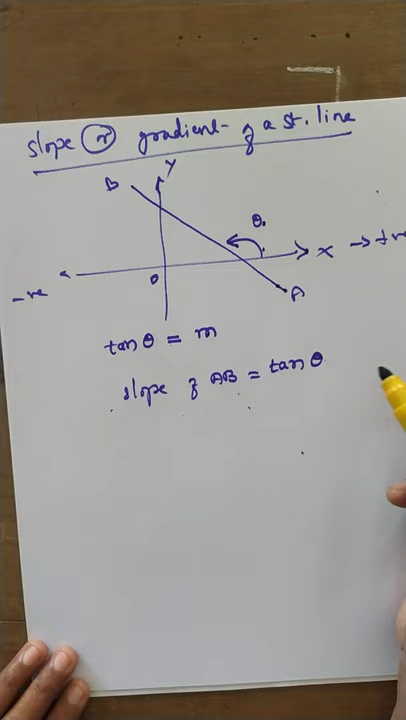 slope or gradient of a st. line
Y
B
θ.
X → +ve
-ve
O
A
tan θ = m
slope of AB = tan θ